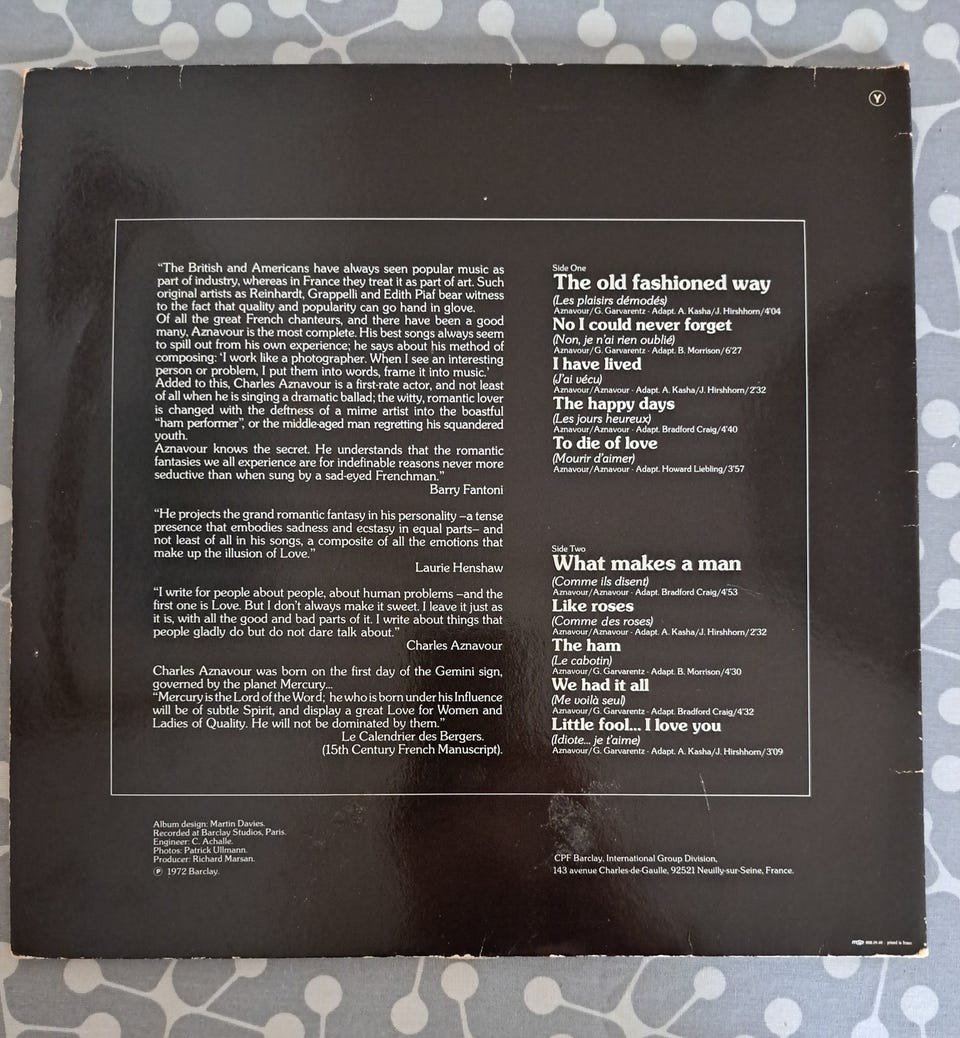 Y
“The British and Americans have always seen popular music as
part of industry, whereas in France they treat it as part of art. Such
original artists as Reinhardt, Grappelli and Edith Piaf bear witness
to the fact that quality and popularity can go hand in glove.
Of all the great French chanteurs, and there have been a good
many, Aznavour is the most complete. His best songs always seem
to spill out from his own experience; he says about his method of
composing: ‘I work like a photographer. When I see an interesting
person or problem, I put them into words, frame it into music.’
Added to this, Charles Aznavour is a first-rate actor, and not least
of all when he is singing a dramatic ballad; the witty, romantic lover
is changed with the deftness of a mime artist into the boastful
“ham performer”, or the middle-aged man regretting his squandered
youth.
Aznavour knows the secret. He understands that the romantic
fantasies we all experience are for indefinable reasons never more
seductive than when sung by a sad-eyed Frenchman.”
Barry Fantoni
“He projects the grand romantic fantasy in his personality –a tense
presence that embodies sadness and ecstasy in equal parts– and
not least of all in his songs, a composite of all the emotions that
make up the illusion of Love.”
Laurie Henshaw
“I write for people about people, about human problems –and the
first one is Love. But I don't always make it sweet. I leave it just as
it is, with all the good and bad parts of it. I write about things that
people gladly do but do not dare talk about.”
Charles Aznavour
Charles Aznavour was born on the first day of the Gemini sign,
governed by the planet Mercury...
“Mercury is the Lord of the Word; he who is born under his Influence
will be of subtle Spirit, and display a great Love for Women and
Ladies of Quality. He will not be dominated by them.”
Le Calendrier des Bergers.
(15th Century French Manuscript).
Side One
The old fashioned way
(Les plaisirs démodés)
Aznavour/G. Garvarentz - Adapt. A. Kasha/J. Hirshhorn/4'04
No I could never forget
(Non, je n'ai rien oublié)
Aznavour/G. Garvarentz - Adapt. B. Morrison/6'27
I have lived
(J'ai vécu)
Aznavour/Aznavour - Adapt. A. Kasha/J. Hirshhorn/2'32
The happy days
(Les jours heureux)
Aznavour/Aznavour - Adapt. Bradford Craig/4'40
To die of love
(Mourir d'aimer)
Aznavour/Aznavour - Adapt. Howard Liebling/3'57
Side Two
What makes a man
(Comme ils disent)
Aznavour/Aznavour - Adapt. Bradford Craig/4'53
Like roses
(Comme des roses)
Aznavour/Aznavour - Adapt. A. Kasha/J. Hirshhorn/2'32
The ham
(Le cabotin)
Aznavour/G. Garvarentz - Adapt. B. Morrison/4'30
We had it all
(Me voilà seul)
Aznavour/G. Garvarentz - Adapt. Bradford Craig/4'32
Little fool... I love you
(Idiote... je t'aime)
Aznavour/G. Garvarentz - Adapt. A. Kasha/J. Hirshhorn/3'09
Album design: Martin Davies.
Recorded at Barclay Studios, Paris.
Engineer: C. Achalle.
Photos: Patrick Ullmann.
Producer: Richard Marsan.
℗ 1972 Barclay.
CPF Barclay, International Group Division,
143 avenue Charles-de-Gaulle, 92521 Neuilly-sur-Seine, France.
printed in france